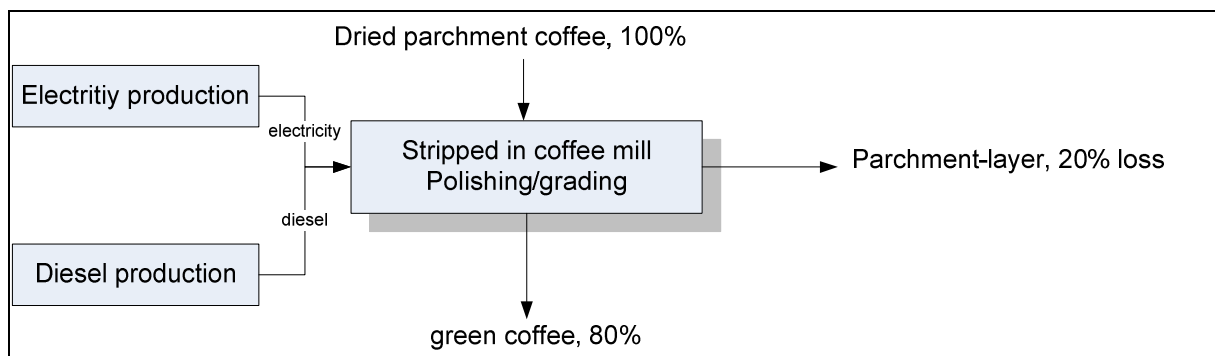 Dried parchment coffee, 100%
Electritiy production
electricity
Stripped in coffee mill
Polishing/grading
Parchment-layer, 20% loss
diesel
Diesel production
green coffee, 80%